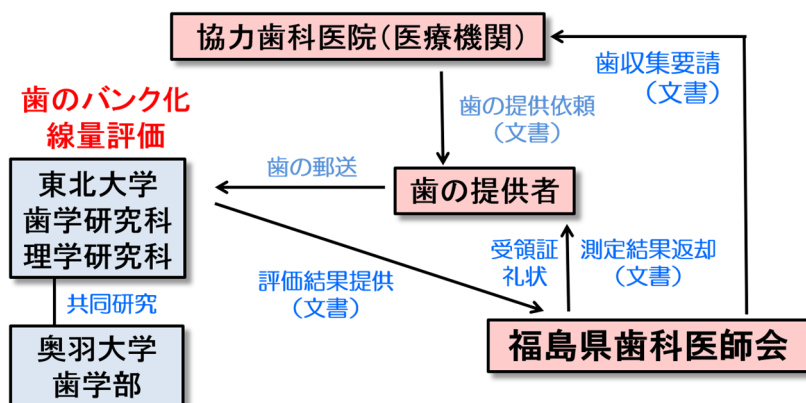 協力歯科医院(医療機関)
歯収集要請
(文書)
歯のバンク化
線量評価
歯の提供依頼
(文書)
歯の郵送
歯の提供者
東北大学
歯学研究科
理学研究科
評価結果提供
(文書)
受領証
礼状
測定結果返却
(文書)
共同研究
福島県歯科医師会
奥羽大学
歯学部